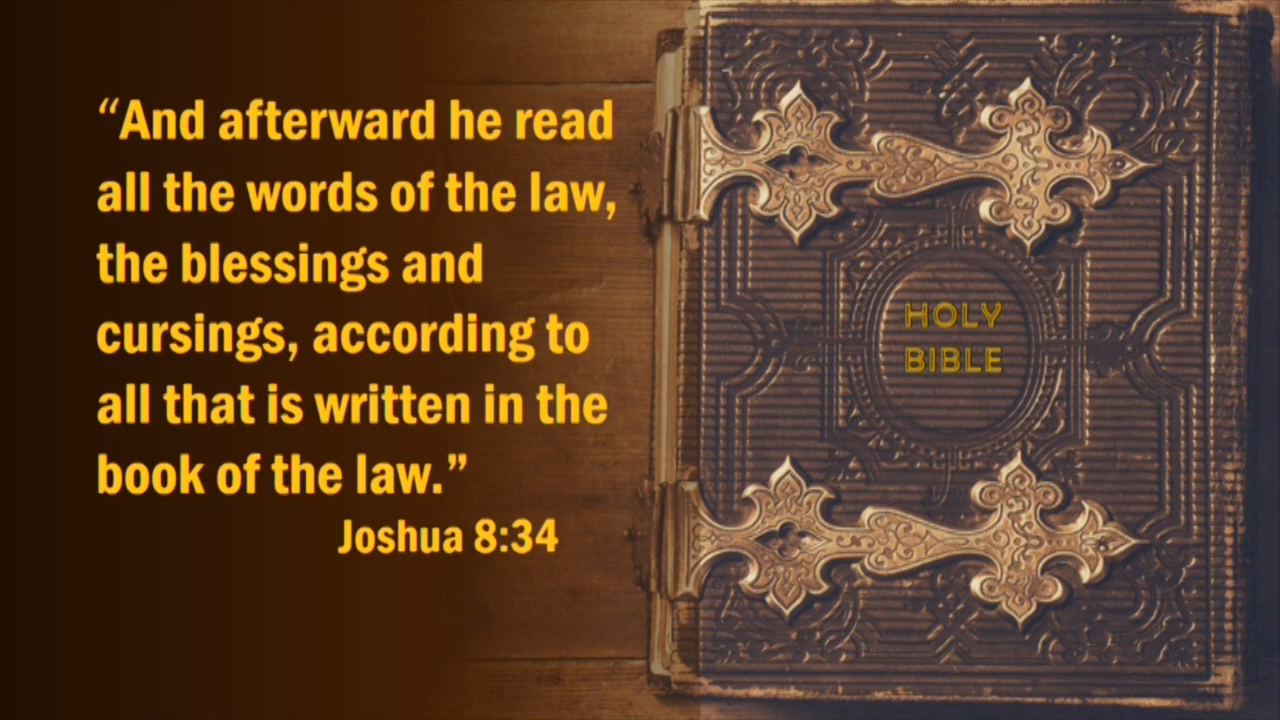 “And afterward he read
all the words of the law,
the blessings and
cursings, according to
all that is written in the
book of the law.”
Joshua 8:34
HOLY
BIBLE